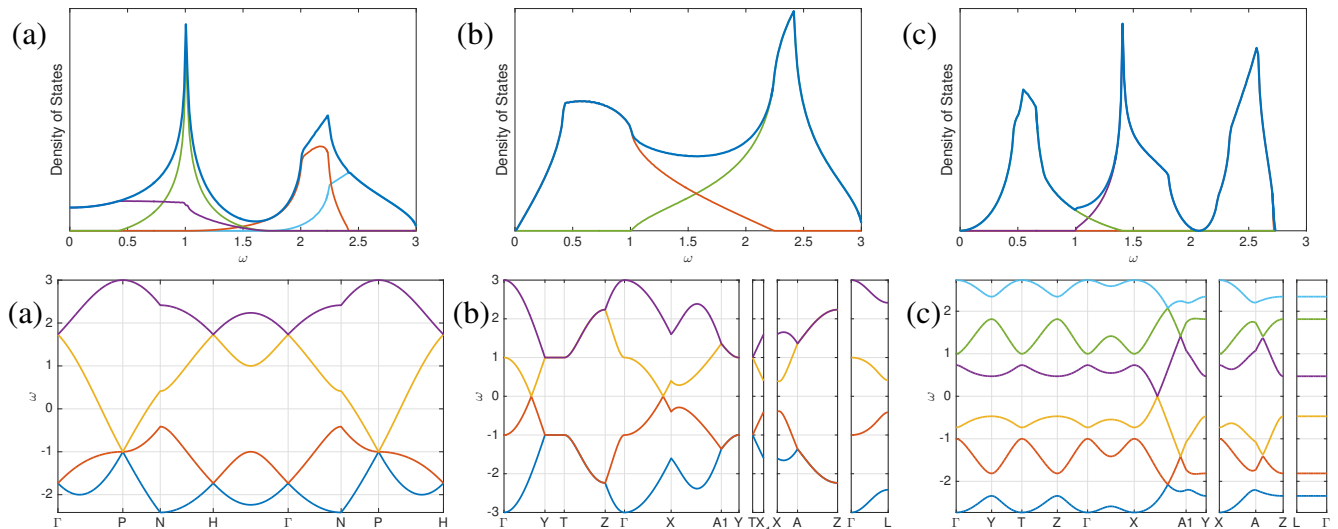 (a)
Density of States
0 0.5 1 1.5 2 2.5 3
ω
(b)
Density of States
0 0.5 1 1.5 2 2.5 3
ω
(c)
Density of States
0 0.5 1 1.5 2 2.5 3
ω
(a)
ω
3
2
1
0
-1
-2
Γ P N H Γ N P H
(b)
ω
3
2
1
0
-1
-2
-3
Γ Y T Z Γ X A1 Y TX X A Z Γ L
(c)
ω
2
1
0
-1
-2
Γ Y T Z Γ X A1 Y X A Z L Γ